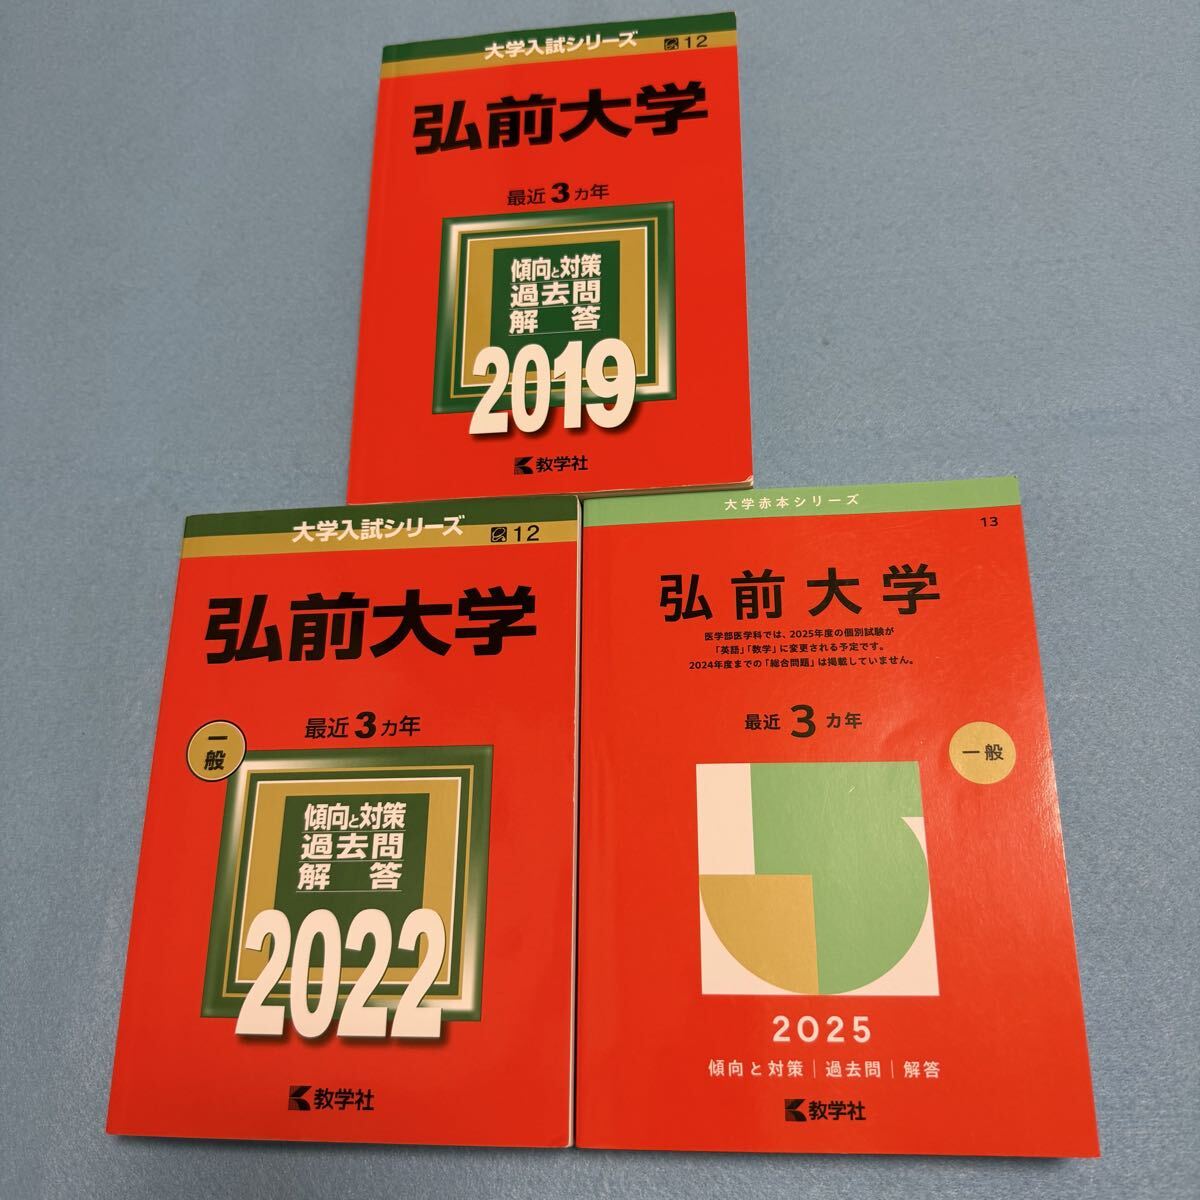 大学入試シリーズ 12
弘前大学
最近3カ年
傾向と対策
過去問
解答
2019
教学社
大学入試シリーズ 12
弘前大学
最近3カ年
一般
傾向と対策
過去問
解答
2022
教学社
大学赤本シリーズ
13
弘前大学
医学部医学科では、2025年度の個別試験が
「英語」「数学」に変更される予定です。
2024年度までの「総合問題」は掲載していません。
最近3カ年
一般
2025
傾向と対策|過去問|解答
教学社